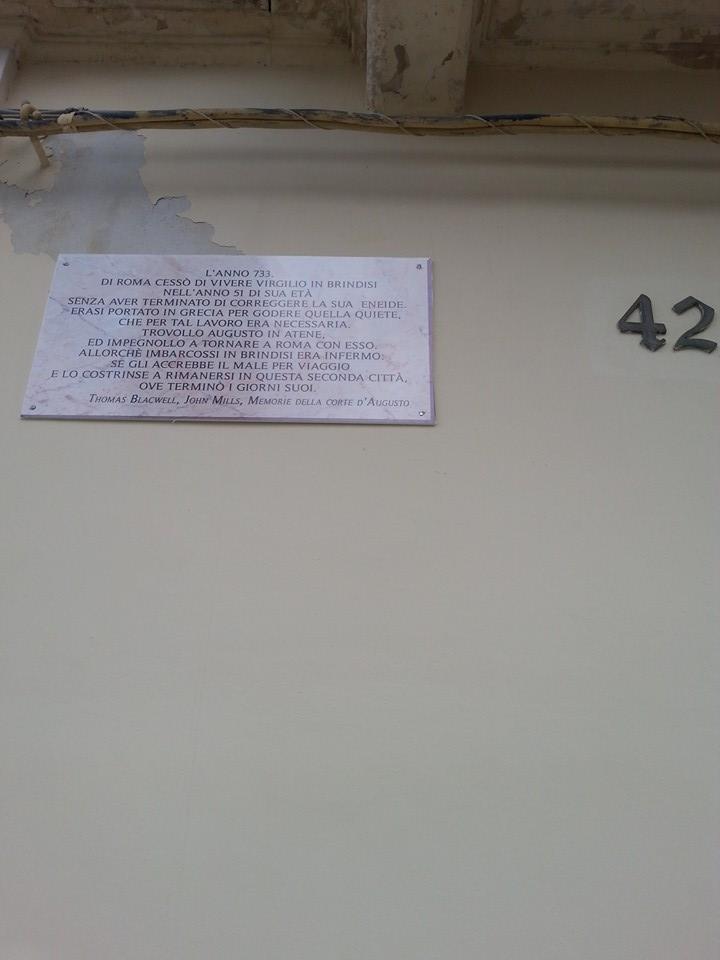 L'ANNO 733.
DI ROMA CESSÒ DI VIVERE VIRGILIO IN BRINDISI
NELL'ANNO 51 DI SUA ETÀ
SENZA AVER TERMINATO DI CORREGGERE LA SUA ENEIDE.
ERASI PORTATO IN GRECIA PER GODERE QUELLA QUIETE,
CHE PER TAL LAVORO ERA NECESSARIA.
TROVOLLO AUGUSTO IN ATENE,
ED IMPEGNOLLO A TORNARE A ROMA CON ESSO.
ALLORCHÈ IMBARCOSSI IN BRINDISI ERA INFERMO:
SÈ GLI ACCREBBE IL MALE PER VIAGGIO
E LO COSTRINSE A RIMANERSI IN QUESTA SECONDA CITTÀ,
OVE TERMINÒ I GIORNI SUOI.
THOMAS BLACWELL, JOHN MILLS, MEMORIE DELLA CORTE D'AUGUSTO
42